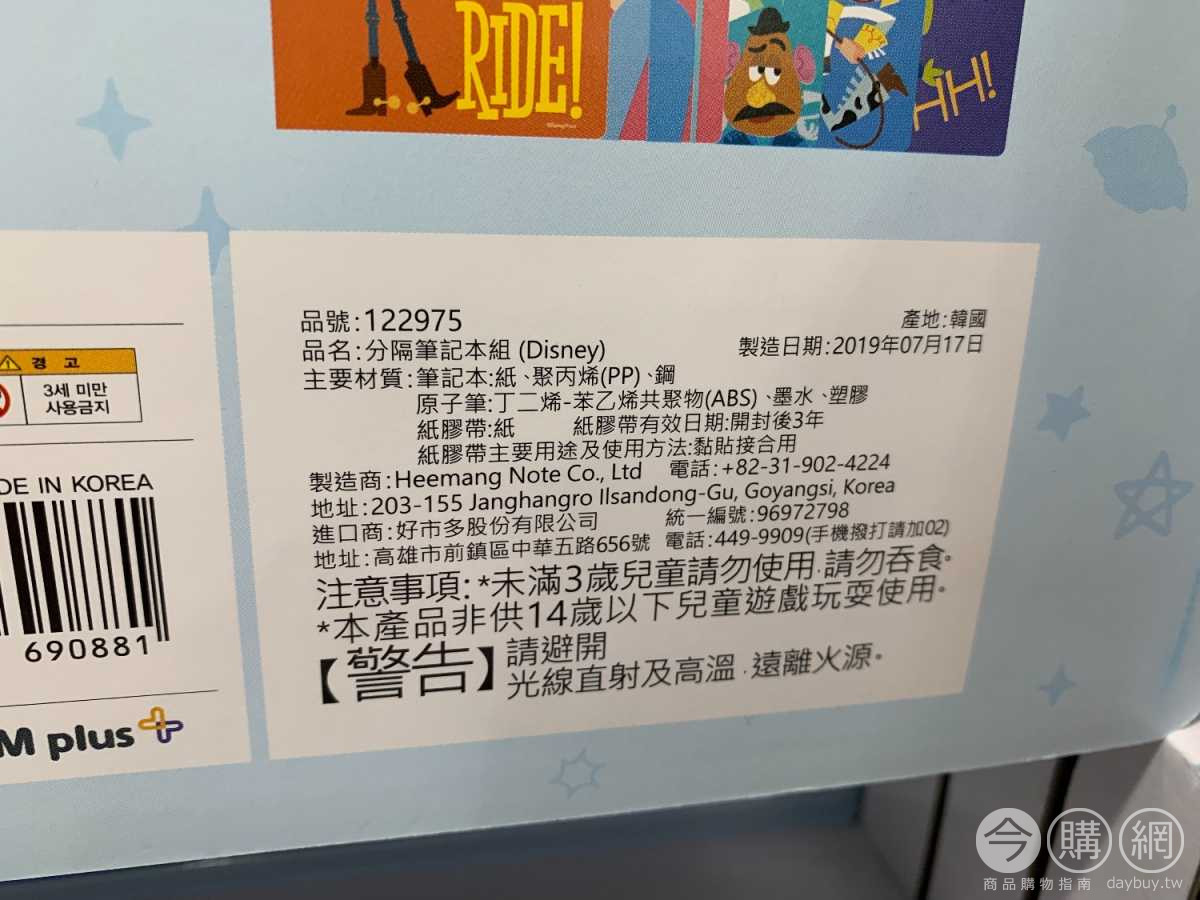 RIDE!
品號:122975
產地:韓國
品名:分隔筆記本組 (Disney)
製造日期:2019年07月17日
主要材質:筆記本:紙、聚丙烯(PP)、鋼
原子筆:丁二烯-苯乙烯共聚物(ABS)、墨水、塑膠
紙膠帶:紙 紙膠帶有效日期:開封後3年
紙膠帶主要用途及使用方法:黏貼接合用
製造商:Heemang Note Co., Ltd 電話:+82-31-902-4224
地址:203-155 Janghangro Ilsandong-Gu, Goyangsi, Korea
進口商:好市多股份有限公司 統一編號:96972798
地址:高雄市前鎮區中華五路656號 電話:449-9909(手機撥打請加02)
注意事項:*未滿3歲兒童請勿使用.請勿吞食。
*本產品非供14歲以下兒童遊戲玩耍使用。
【警告】請避開
光線直射及高溫.遠離火源。
경고
3세 미만
사용금지
DE IN KOREA
690881
M plus
今購網
商品購物指南 daybuy.tw